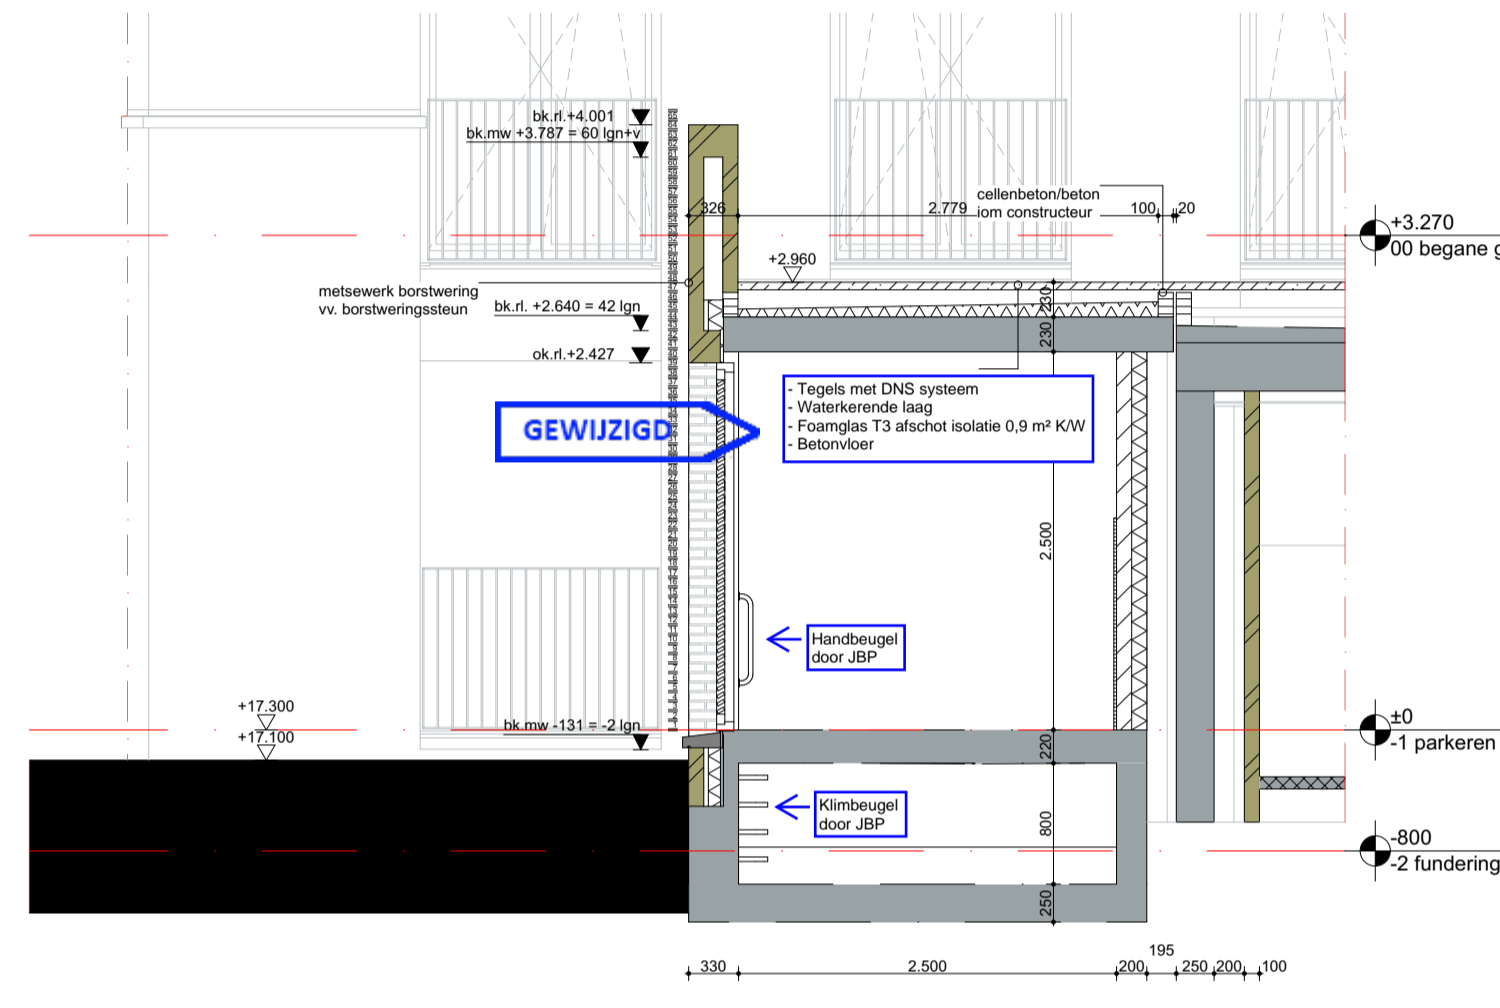 bk.rl.+4.001
bk.mw +3.787 = 60 lgn+v
cellenbeton/beton
iom constructeur
326
2.779
100
20
+3.270
00 begane g
+2.960
metsewerk borstwering
vv. borstweringssteun
bk.rl. +2.640 = 42 lgn
230
230
ok.rl.+2.427
- Tegels met DNS systeem
- Waterkerende laag
- Foamglas T3 afschot isolatie 0,9 m² K/W
- Betonvloer
GEWIJZIGD
2.500
Handbeugel
door JBP
+17.300
+17.100
bk.mw -131 = -2 lgn
±0
-1 parkeren
220
Klimbeugel
door JBP
800
-800
-2 fundering
250
195
330
2.500
200
250
200
100